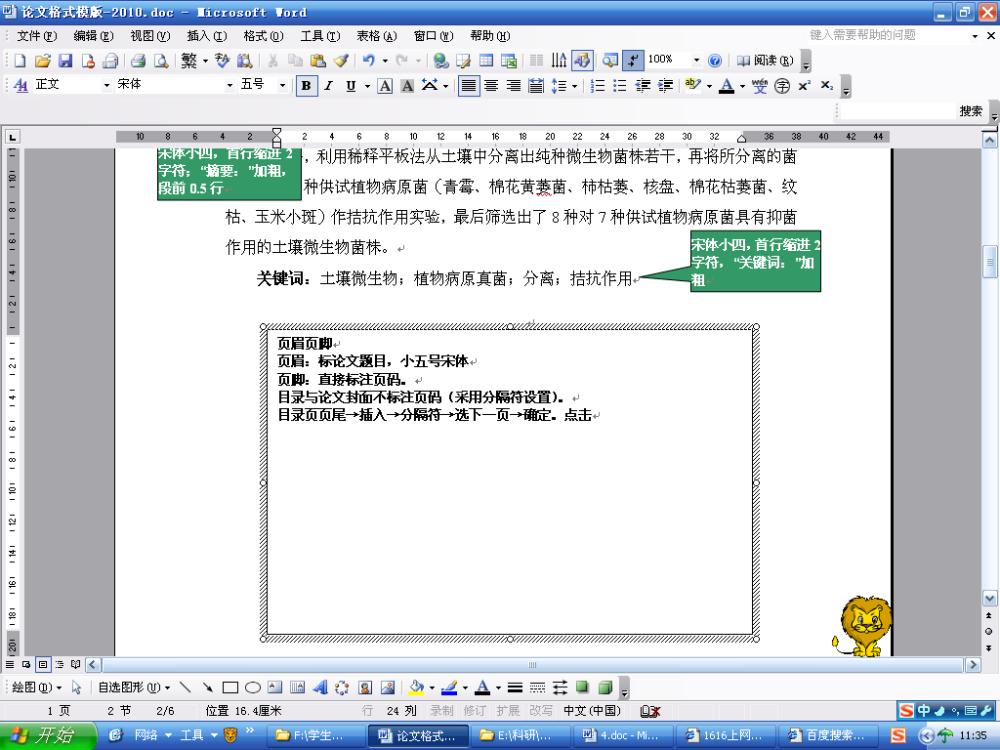 论文格式模版-2010.doc - Microsoft Word
文件(F) 编辑(E) 视图(V) 插入(I) 格式(O) 工具(T) 表格(A) 窗口(W) 帮助(H) 键入需要帮助的问题
繁 100% 阅读(R)
正文 宋体 五号 B I U A A A wén 字 x² x₂
搜索
10 8 6 4 2 2 4 6 8 10 12 14 16 18 20 22 24 26 28 30 32 36 38 40 42 44
宋体小四，首行缩进 2
字符；“摘要：”加粗，
段前 0.5 行
，利用稀释平板法从土壤中分离出纯种微生物菌株若干，再将所分离的菌
种供试植物病原菌（青霉、棉花黄萎菌、柿枯萎、核盘、棉花枯萎菌、纹
枯、玉米小斑）作拮抗作用实验，最后筛选出了 8 种对 7 种供试植物病原菌具有抑菌
作用的土壤微生物菌株。
宋体小四，首行缩进 2
字符，“关键词：”加
粗
关键词：土壤微生物；植物病原真菌；分离；拮抗作用
页眉页脚
页眉：标论文题目，小五号宋体
页脚：直接标注页码。
目录与论文封面不标注页码（采用分隔符设置）。
目录页页尾→插入→分隔符→选下一页→确定。点击
绘图(D) 自选图形(U)
1 页 2 节 2/6 位置 16.4厘米 行 24 列 录制 修订 扩展 改写 中文(中国)
S 中
开始 网络 工具 F:\学生... 论文格式... E:\科研\... 4.doc - Mi... 1616上网... 百度搜索... 11:35